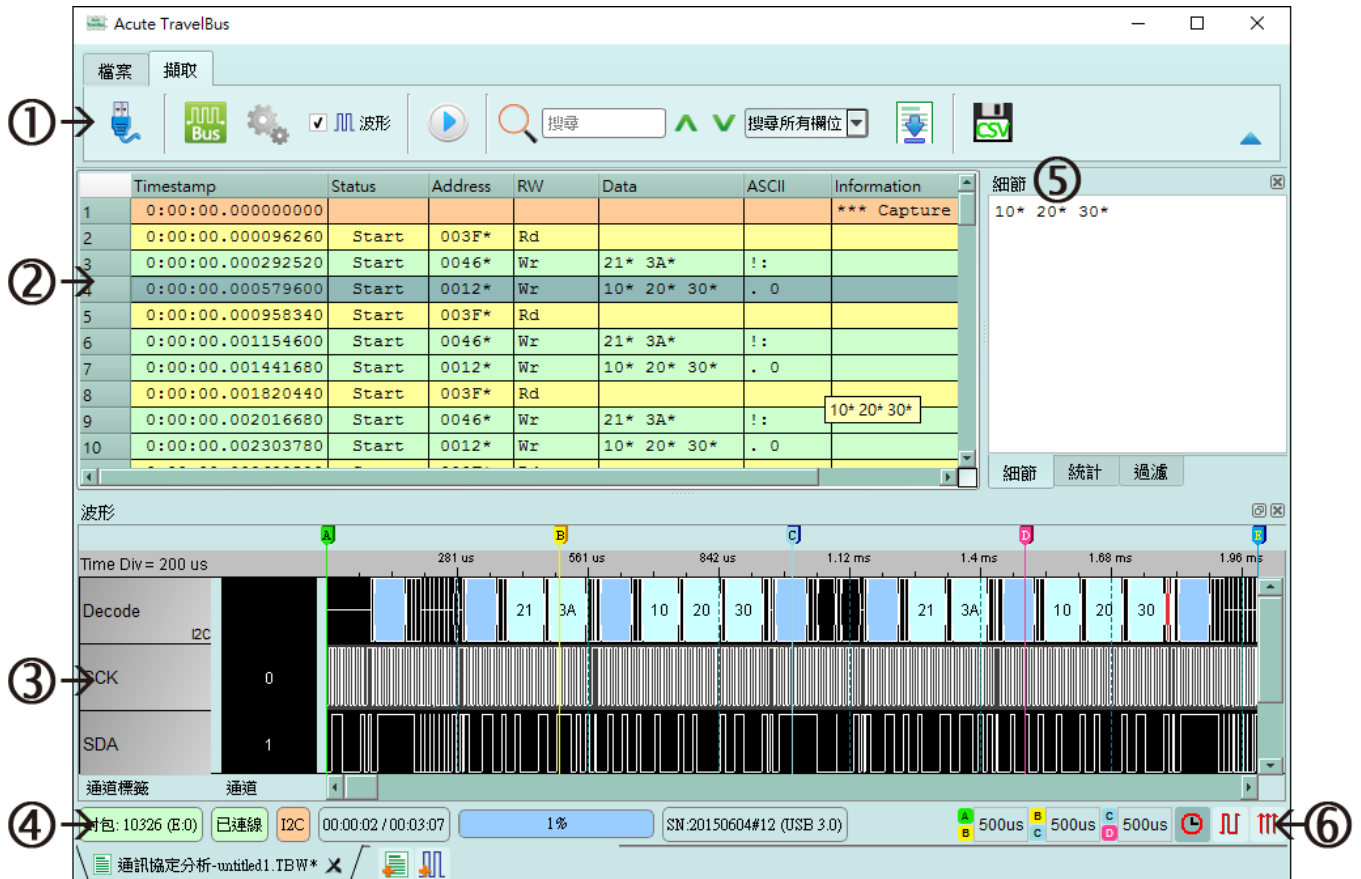 Acute TravelBus
檔案 擷取
① Bus 波形 搜尋 搜尋所有欄位 CSV
Timestamp Status Address RW Data ASCII Information
1 0:00:00.000000000 *** Capture
2 0:00:00.000096260 Start 003F* Rd
3 0:00:00.000292520 Start 0046* Wr 21* 3A* !:
② 4 0:00:00.000579600 Start 0012* Wr 10* 20* 30* . 0
5 0:00:00.000958340 Start 003F* Rd
6 0:00:00.001154600 Start 0046* Wr 21* 3A* !:
7 0:00:00.001441680 Start 0012* Wr 10* 20* 30* . 0
8 0:00:00.001820440 Start 003F* Rd
9 0:00:00.002016680 Start 0046* Wr 21* 3A* !:
10 0:00:00.002303780 Start 0012* Wr 10* 20* 30* . 0
10* 20* 30*
細節 ⑤
10* 20* 30*
細節 統計 過濾
波形
A B C D E
Time Div = 200 us 281 us 561 us 842 us 1.12 ms 1.4 ms 1.68 ms 1.96 ms
Decode 21 3A 10 20 30 21 3A 10 20 30
I2C
③ SCK 0
SDA 1
通道標籤 通道
④ 封包: 10326 (E:0) 已連線 I2C 00:00:02 / 00:03:07 1% SN:20150604#12 (USB 3.0) A B 500us B C 500us C D 500us ⑥
通訊協定分析-untitled1.TBW*